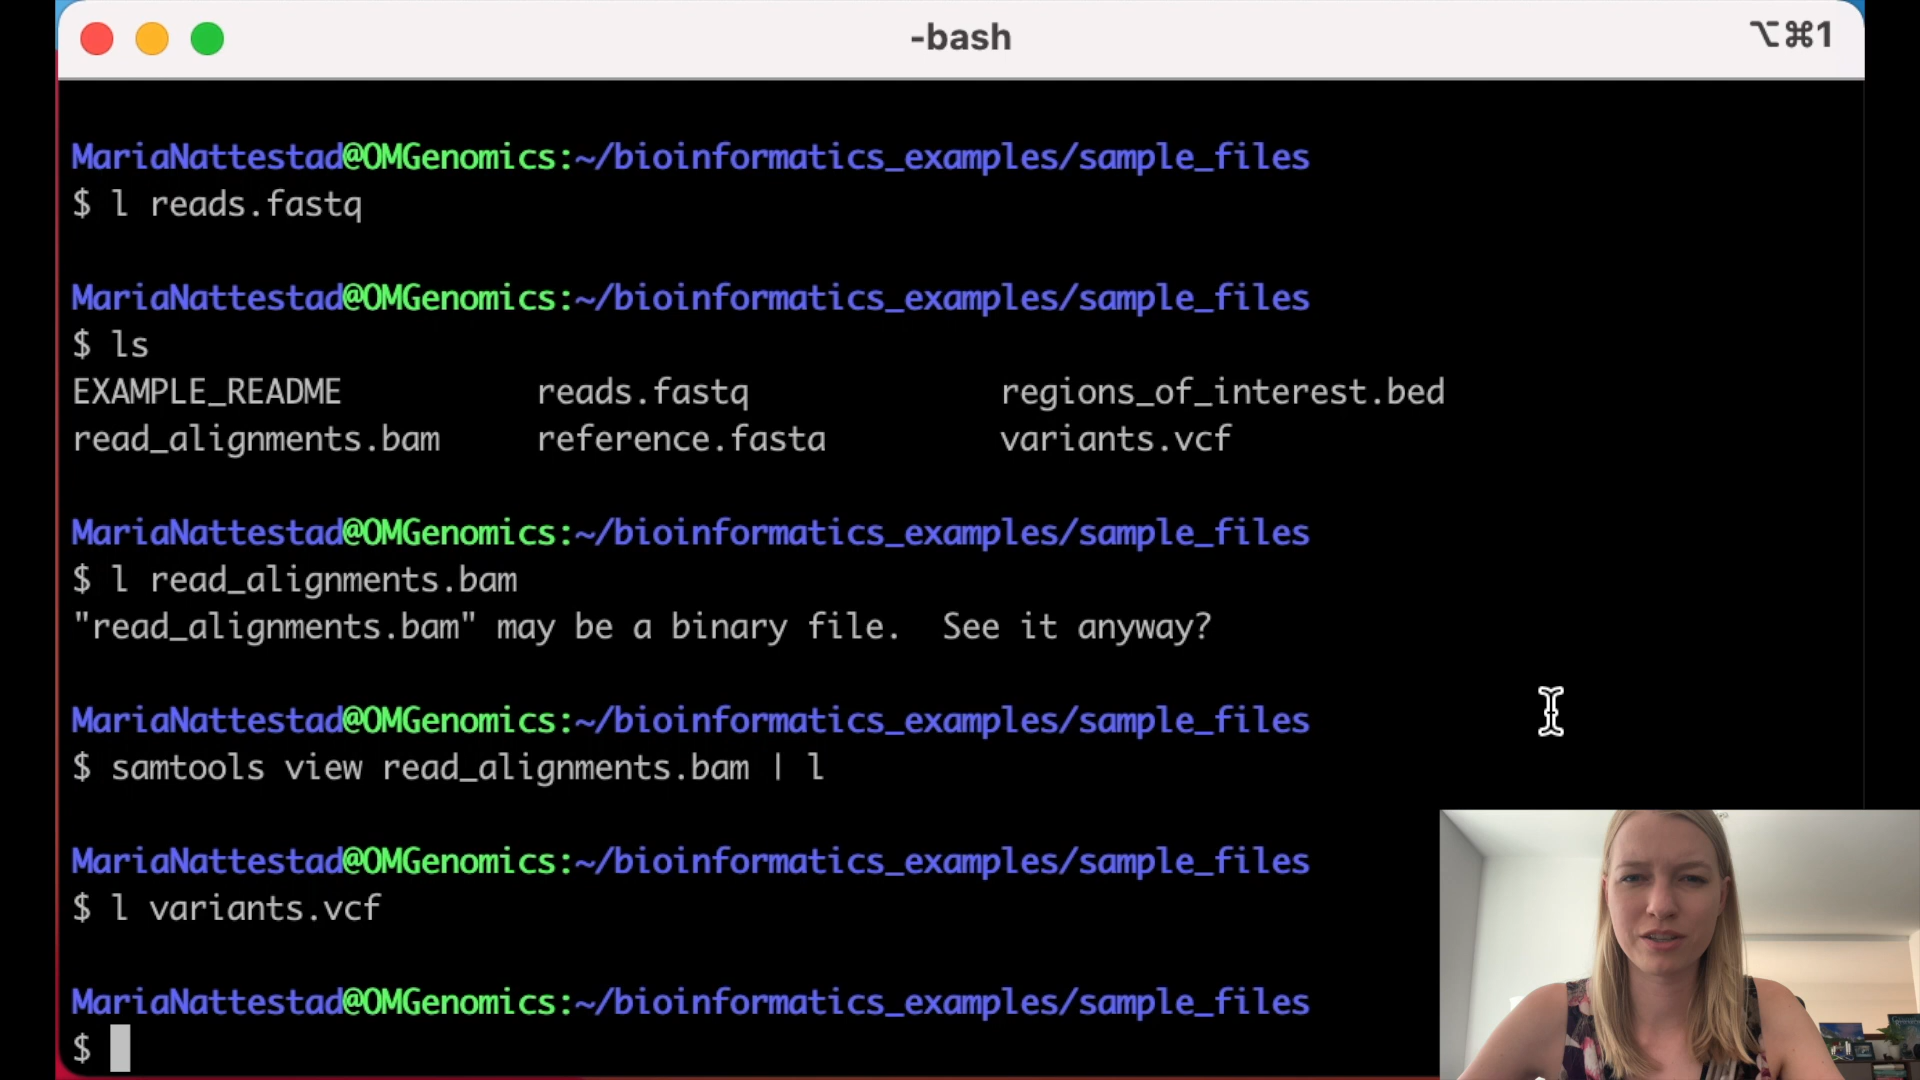 -bash
⌥⌘1
MariaNattestad@OMGenomics:~/bioinformatics_examples/sample_files
$ l reads.fastq
MariaNattestad@OMGenomics:~/bioinformatics_examples/sample_files
$ ls
EXAMPLE_README reads.fastq regions_of_interest.bed
read_alignments.bam reference.fasta variants.vcf
MariaNattestad@OMGenomics:~/bioinformatics_examples/sample_files
$ l read_alignments.bam
"read_alignments.bam" may be a binary file.  See it anyway?
MariaNattestad@OMGenomics:~/bioinformatics_examples/sample_files
$ samtools view read_alignments.bam | l
MariaNattestad@OMGenomics:~/bioinformatics_examples/sample_files
$ l variants.vcf
MariaNattestad@OMGenomics:~/bioinformatics_examples/sample_files
$